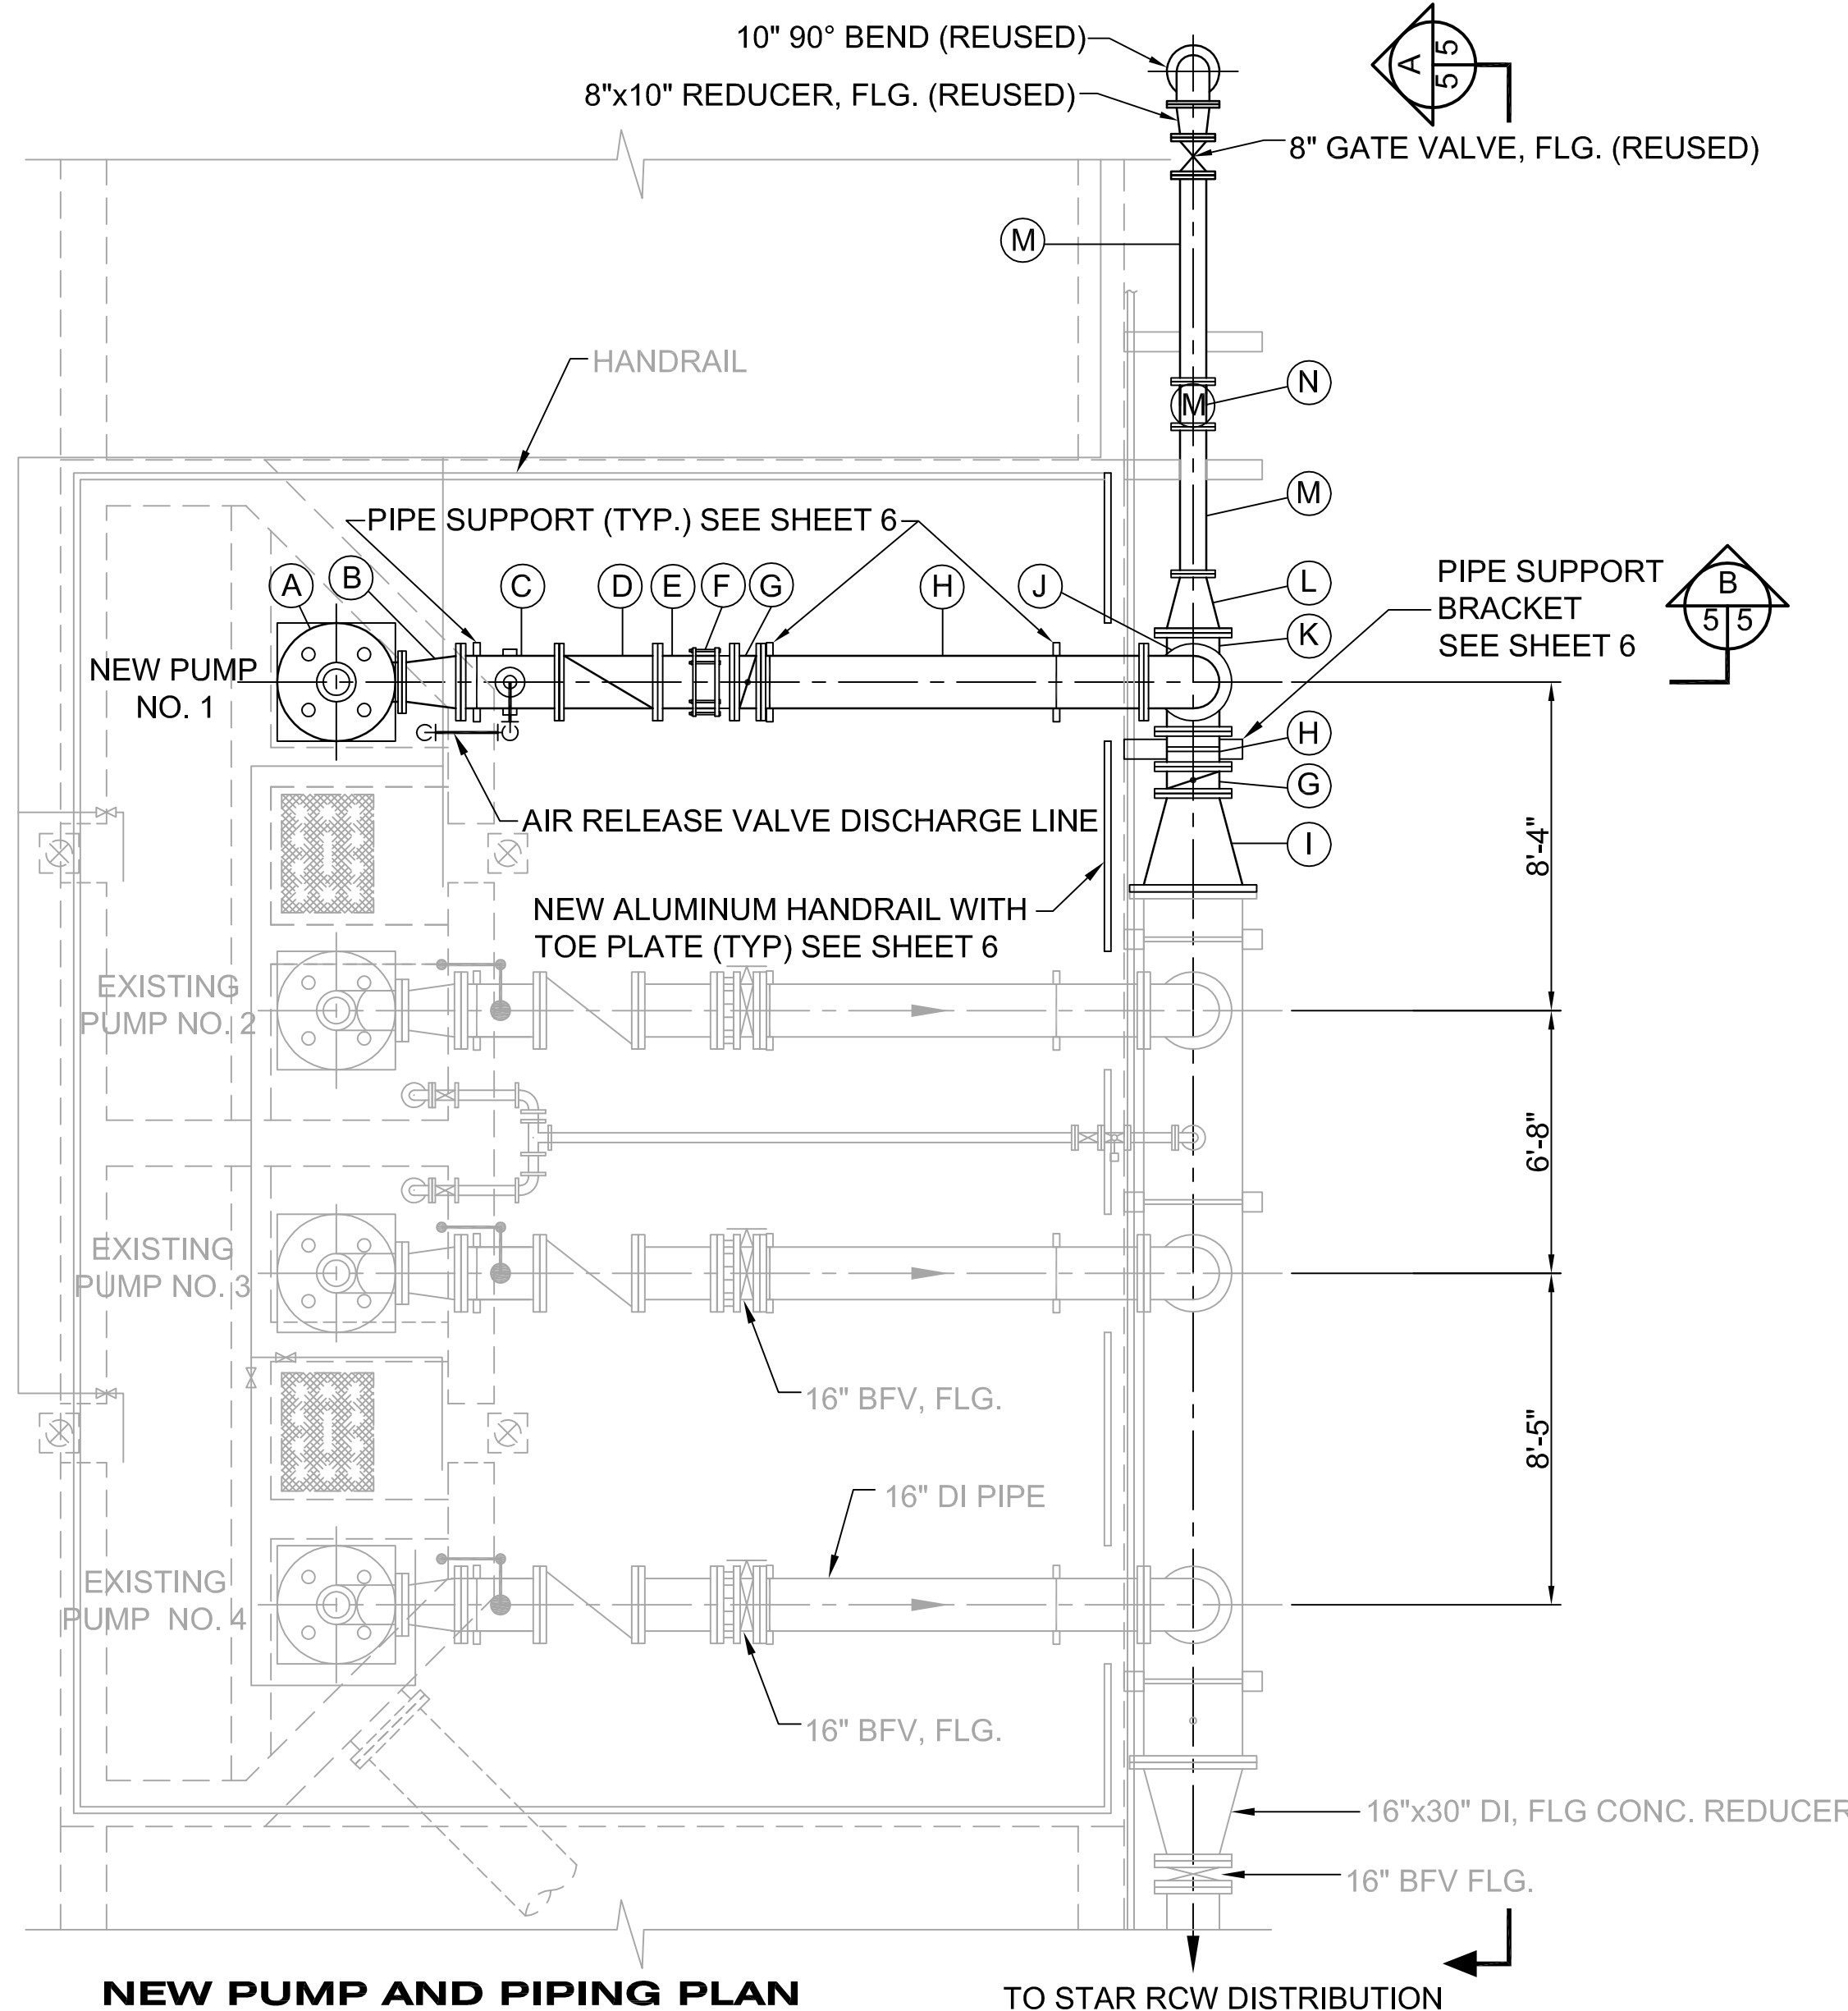 10" 90° BEND (REUSED)
8"x10" REDUCER, FLG. (REUSED)
A
5
5
8" GATE VALVE, FLG. (REUSED)
M
HANDRAIL
N
M
M
PIPE SUPPORT (TYP.) SEE SHEET 6
A
B
C
D
E
F
G
H
J
L
K
PIPE SUPPORT
BRACKET
SEE SHEET 6
B
5 5
NEW PUMP
NO. 1
H
G
I
AIR RELEASE VALVE DISCHARGE LINE
8'-4"
NEW ALUMINUM HANDRAIL WITH
TOE PLATE (TYP) SEE SHEET 6
EXISTING
PUMP NO. 2
6'-8"
EXISTING
PUMP NO. 3
16" BFV, FLG.
8'-5"
16" DI PIPE
EXISTING
PUMP NO. 4
16" BFV, FLG.
16"x30" DI, FLG CONC. REDUCER
16" BFV FLG.
NEW PUMP AND PIPING PLAN
TO STAR RCW DISTRIBUTION